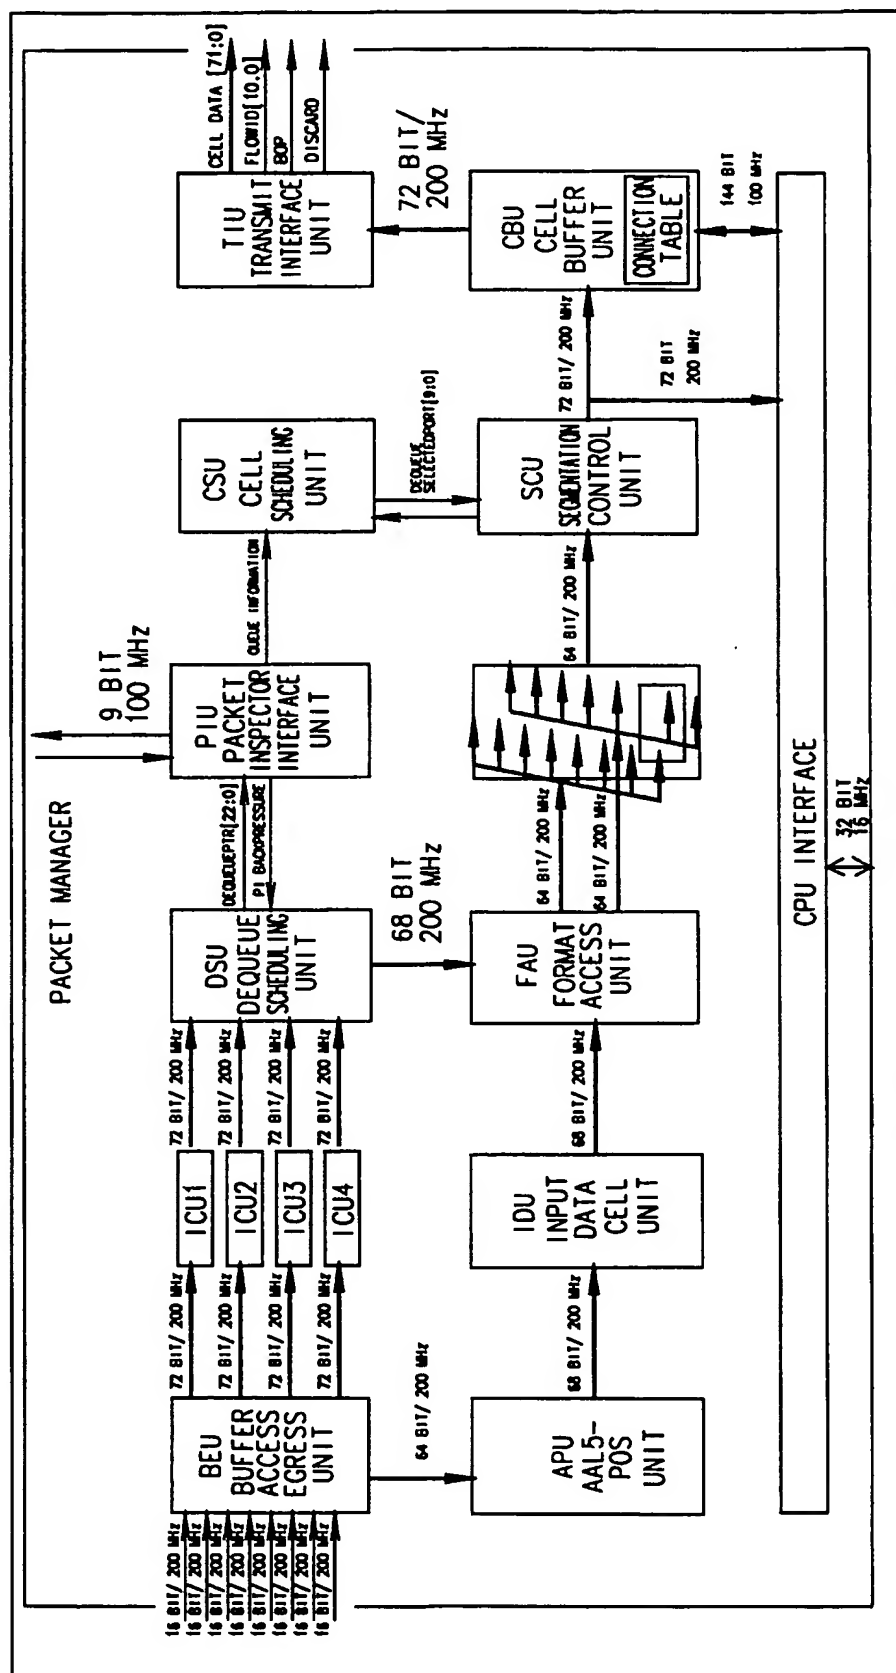 PACKET MANAGER
9 BIT
100 MHz
16 BIT/ 200 MHz
16 BIT/ 200 MHz
16 BIT/ 200 MHz
16 BIT/ 200 MHz
16 BIT/ 200 MHz
16 BIT/ 200 MHz
16 BIT/ 200 MHz
16 BIT/ 200 MHz
BEU
BUFFER
ACCESS
EGRESS
UNIT
72 BIT/ 200 MHz
72 BIT/ 200 MHz
72 BIT/ 200 MHz
72 BIT/ 200 MHz
ICU1
ICU2
ICU3
ICU4
72 BIT/ 200 MHz
72 BIT/ 200 MHz
72 BIT/ 200 MHz
72 BIT/ 200 MHz
DSU
DEQUEUE
SCHEDULING
UNIT
DEQUEUEPTR[22:0]
PI BACKPRESSURE
PIU
PACKET
INSPECTOR
INTERFACE
UNIT
QUEUE INFORMATION
CSU
CELL
SCHEDULING
UNIT
TIU
TRANSMIT
INTERFACE
UNIT
CELL DATA [71:0]
FLOWID[10.0]
EOP
DISCARD
64 BIT/ 200 MHz
68 BIT
200 MHz
DEQUEUE
SELECTEDPORT[9:0]
72 BIT/
200 MHz
APU
AAL5-
POS
UNIT
68 BIT/ 200 MHz
IDU
INPUT
DATA
CELL
UNIT
68 BIT/ 200 MHz
FAU
FORMAT
ACCESS
UNIT
64 BIT/ 200 MHz
64 BIT/ 200 MHz
64 BIT/ 200 MHz
SCU
SEGMENTATION
CONTROL
UNIT
72 BIT/ 200 MHz
CBU
CELL
BUFFER
UNIT
CONNECTION
TABLE
72 BIT
200 MHz
144 BIT
100 MHz
CPU INTERFACE
32 BIT
16 MHz